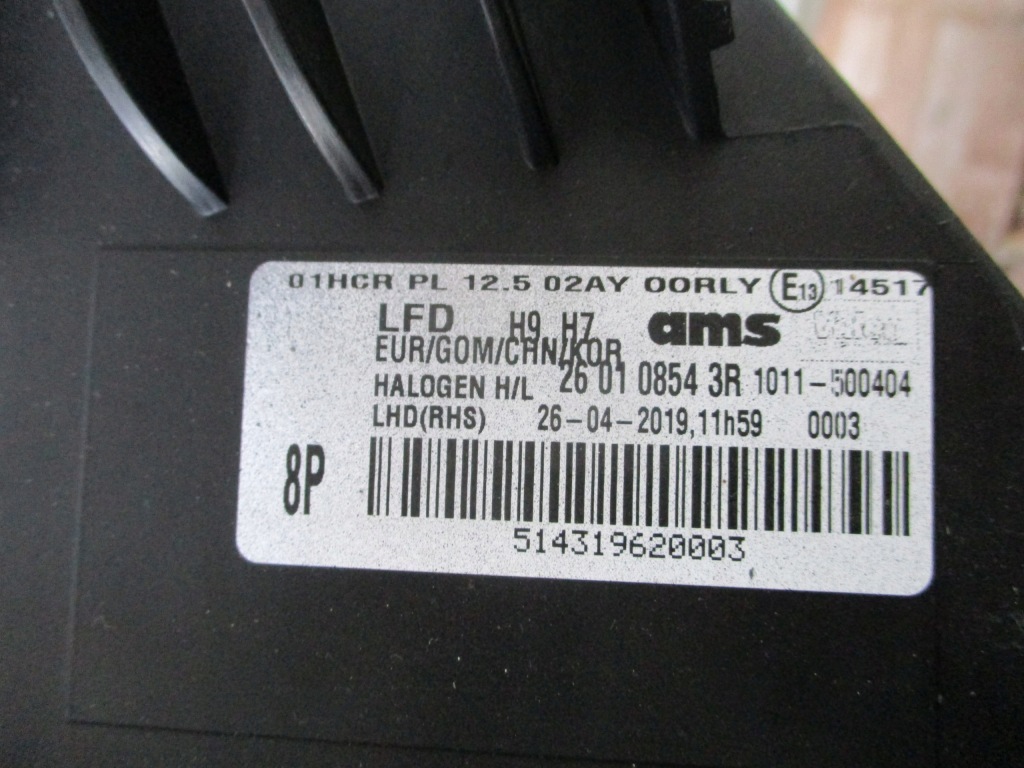 01HCR PL 12.5 02AY 00RLY E13 14517
LFD H9 H7 ams
EUR/GOM/CHN/KOR
HALOGEN H/L 26 01 0854 3R 1011-500404
LHD(RHS) 26-04-2019,11h59 0003
8P
514319620003